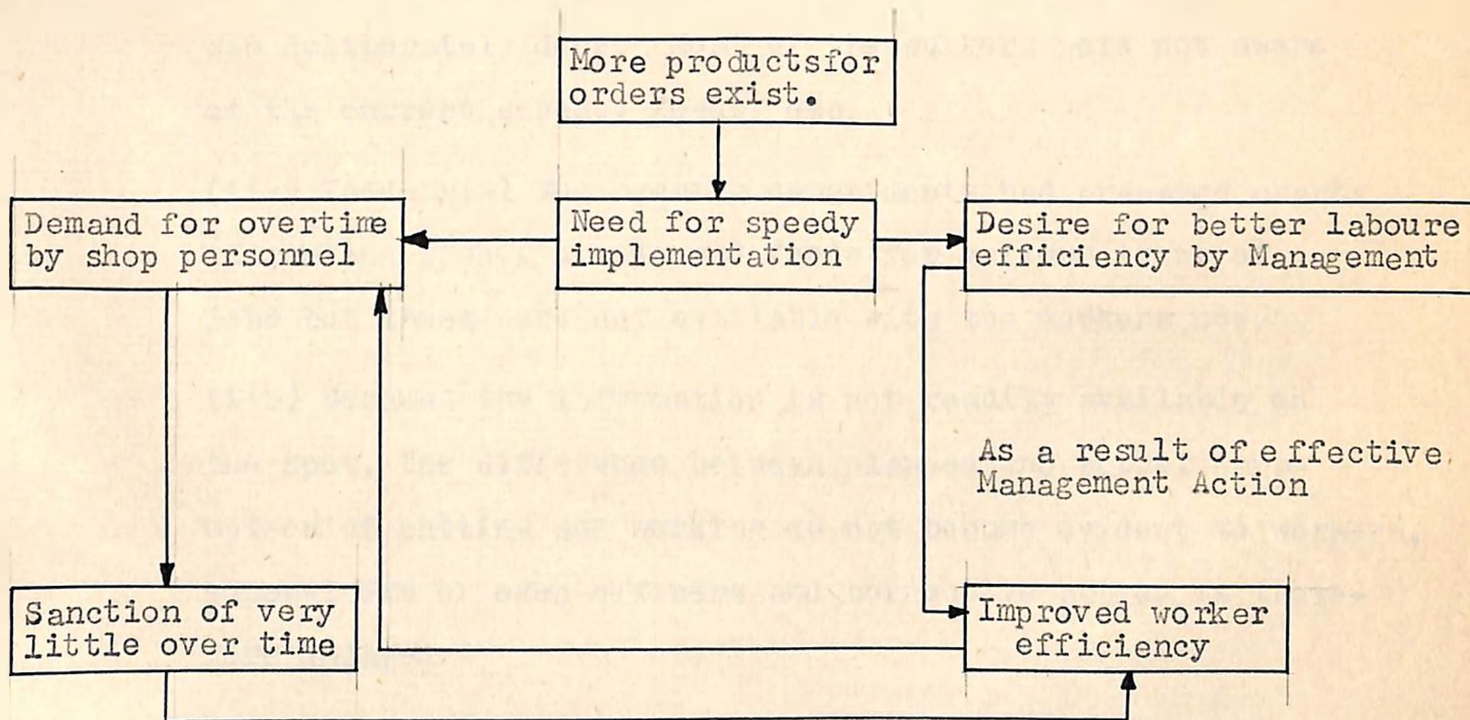 More productsfor
orders exist.
Demand for overtime
by shop personnel
Need for speedy
implementation
Desire for better laboure
efficiency by Management
As a result of effective
Management Action
Sanction of very
little over time
Improved worker
efficiency